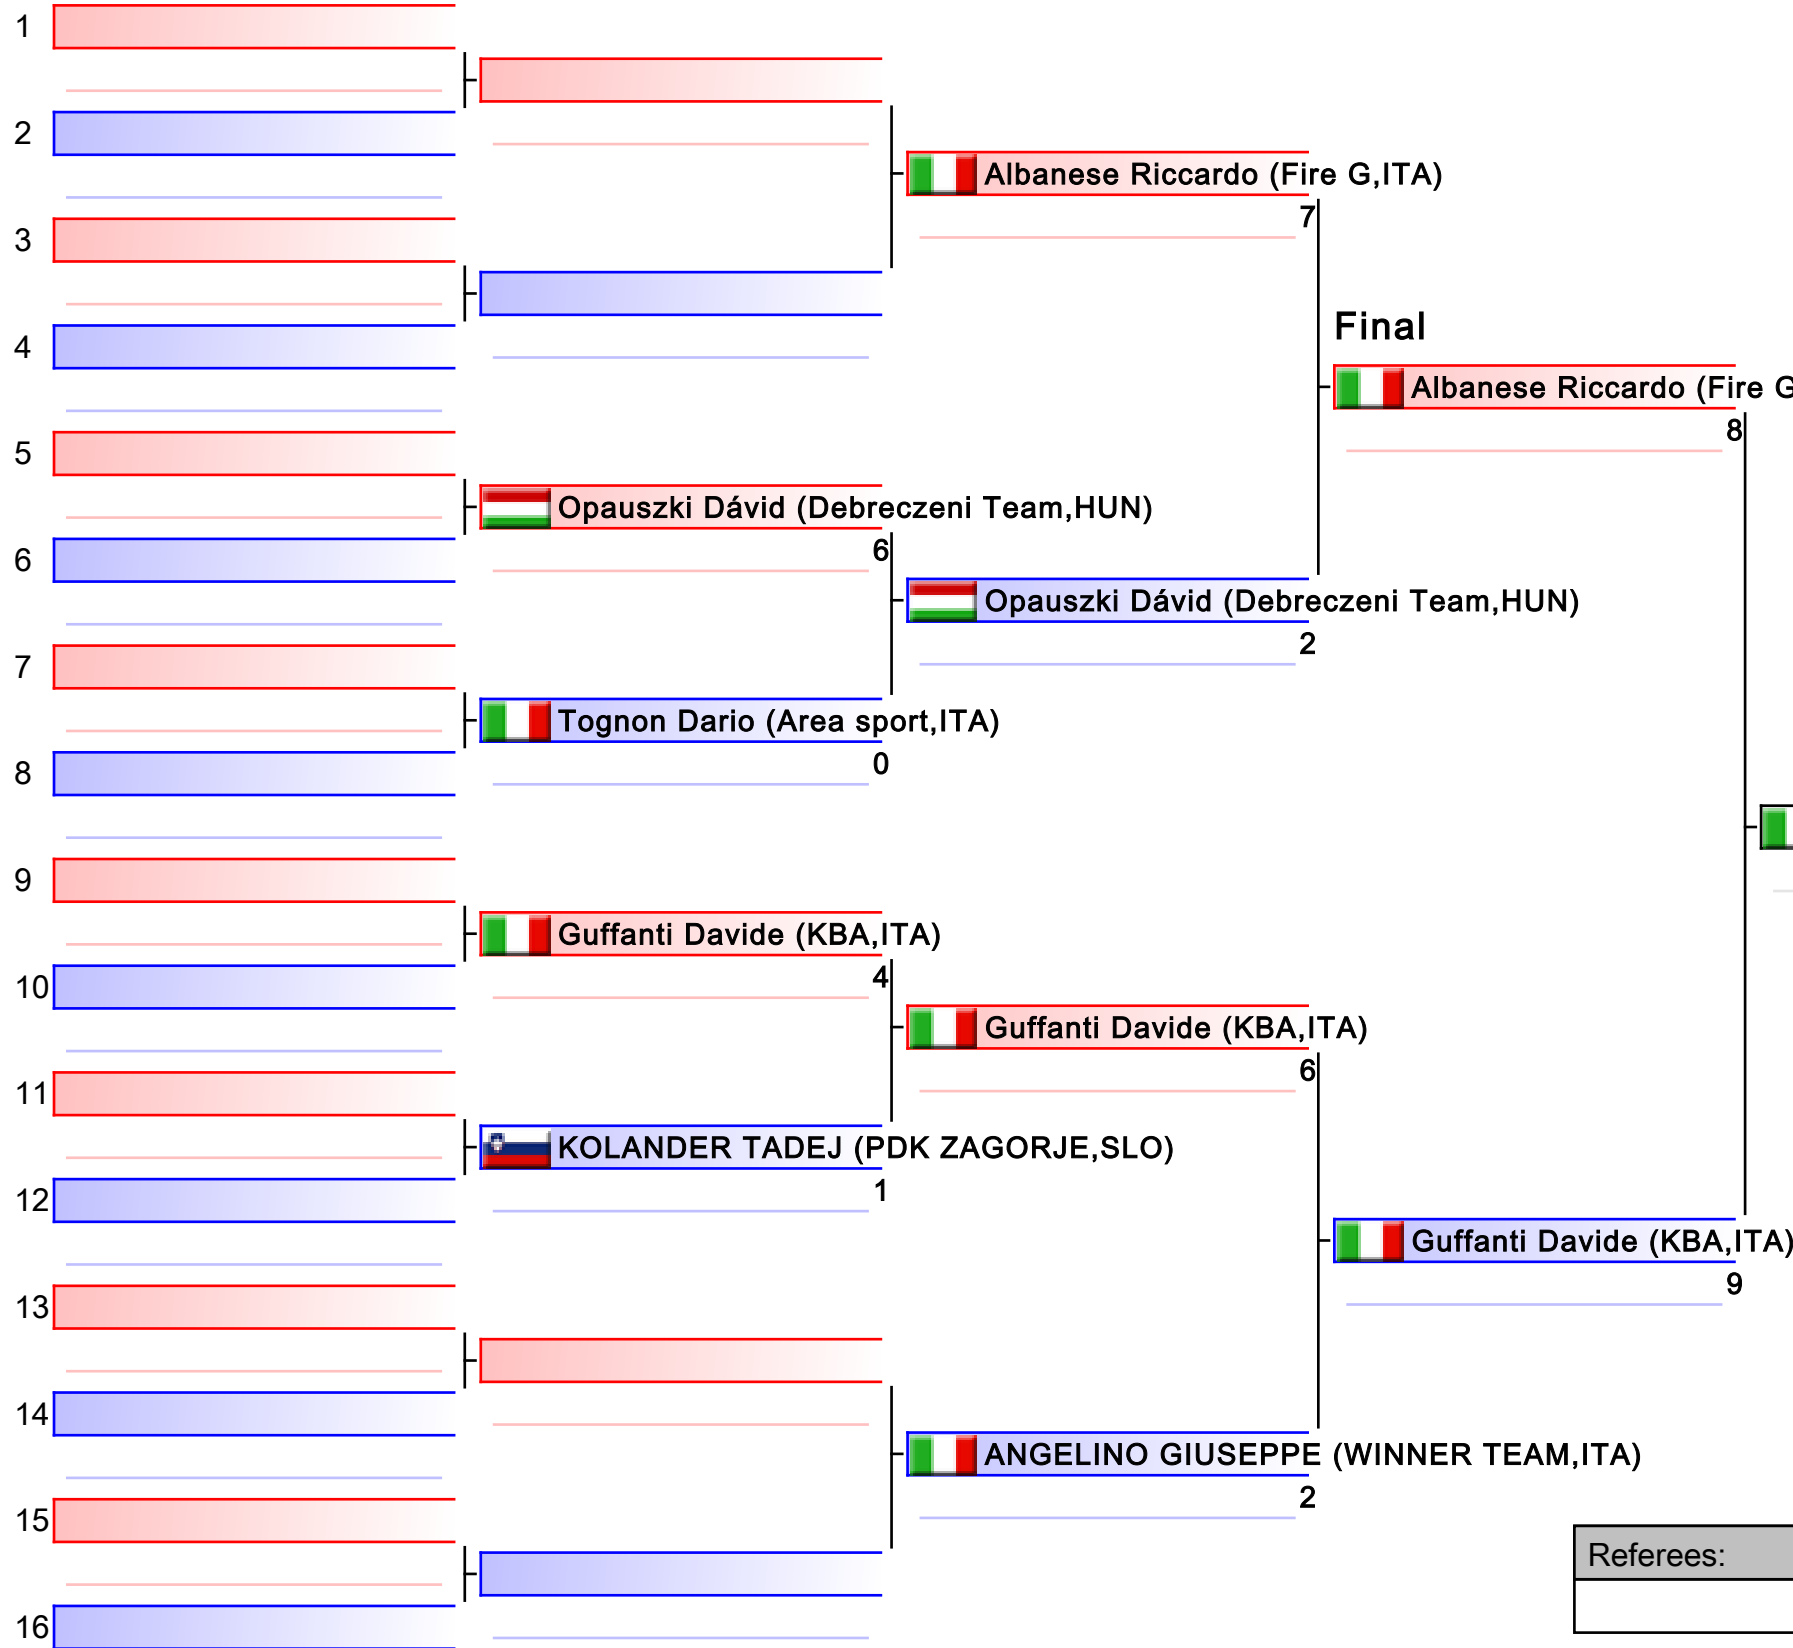 1
2
Albanese Riccardo (Fire G,ITA)
7
3
Final
4
Albanese Riccardo (Fire G
8
5
Opauszki Dávid (Debreczeni Team,HUN)
6
6
Opauszki Dávid (Debreczeni Team,HUN)
2
7
Tognon Dario (Area sport,ITA)
0
8
9
Guffanti Davide (KBA,ITA)
4
10
Guffanti Davide (KBA,ITA)
6
11
KOLANDER TADEJ (PDK ZAGORJE,SLO)
1
12
Guffanti Davide (KBA,ITA)
9
13
14
ANGELINO GIUSEPPE (WINNER TEAM,ITA)
2
15
Referees:
16